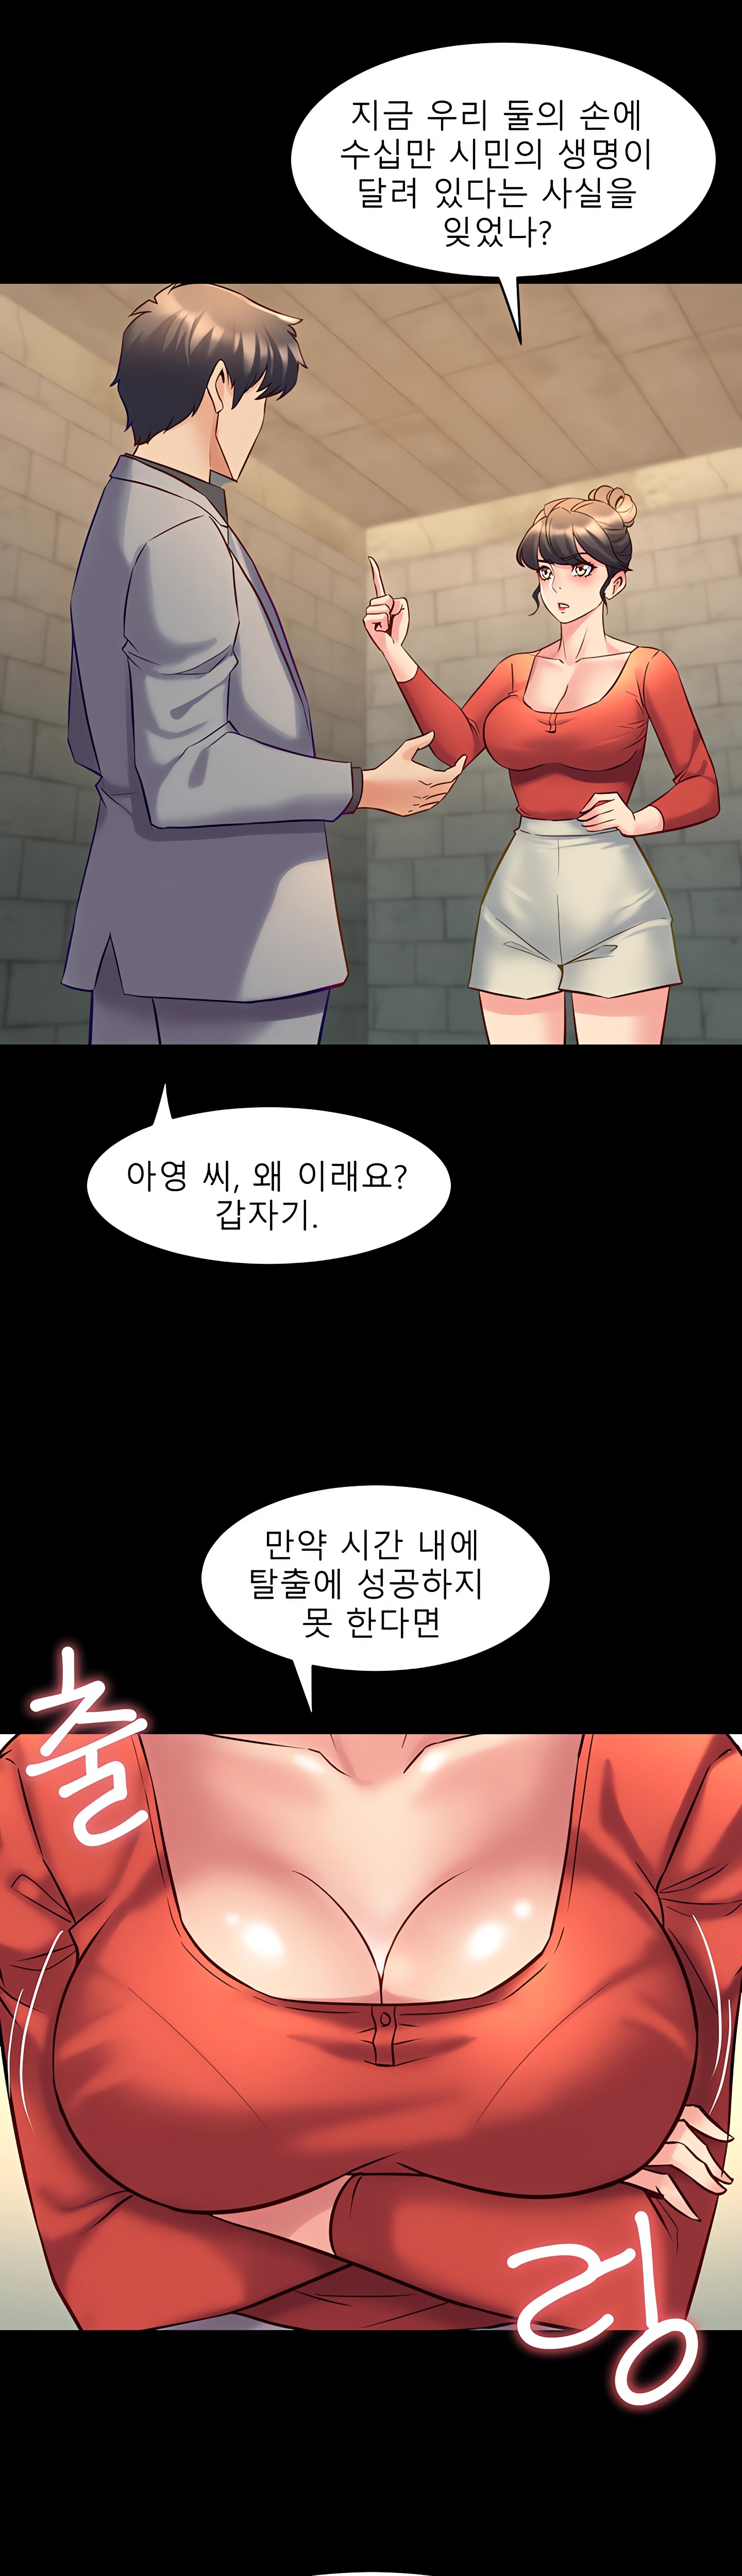 지금 우리 둘의 손에
수십만 시민의 생명이
달려 있다는 사실을
잊었나?
아영 씨, 왜 이래요?
갑자기.
만약 시간 내에
탈출에 성공하지
못 한다면
출
렁